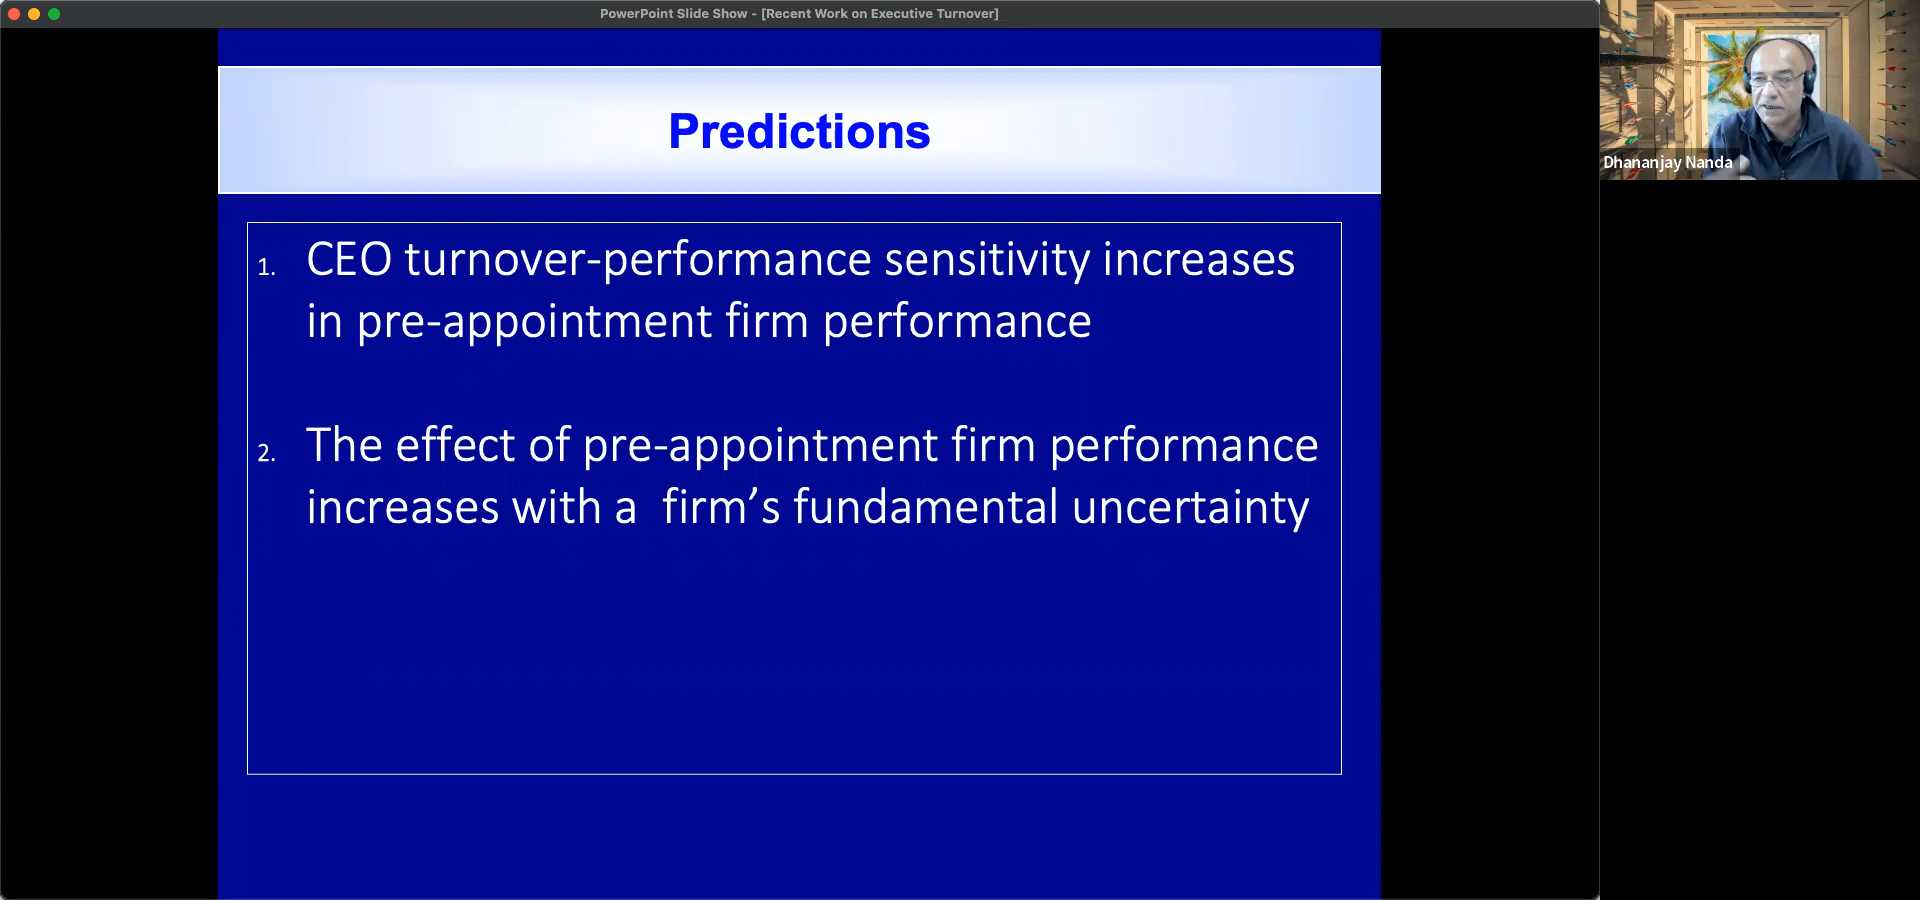 PowerPoint Slide Show - [Recent Work on Executive Turnover]
Predictions
1. CEO turnover-performance sensitivity increases
in pre-appointment firm performance
2. The effect of pre-appointment firm performance
increases with a  firm’s fundamental uncertainty
Dhananjay Nanda